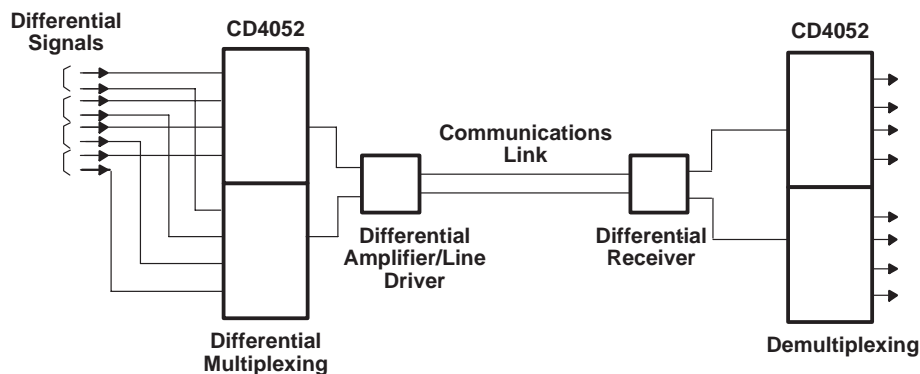 Differential
Signals
CD4052
CD4052
Communications
Link
Differential
Amplifier/Line
Driver
Differential
Receiver
Differential
Multiplexing
Demultiplexing